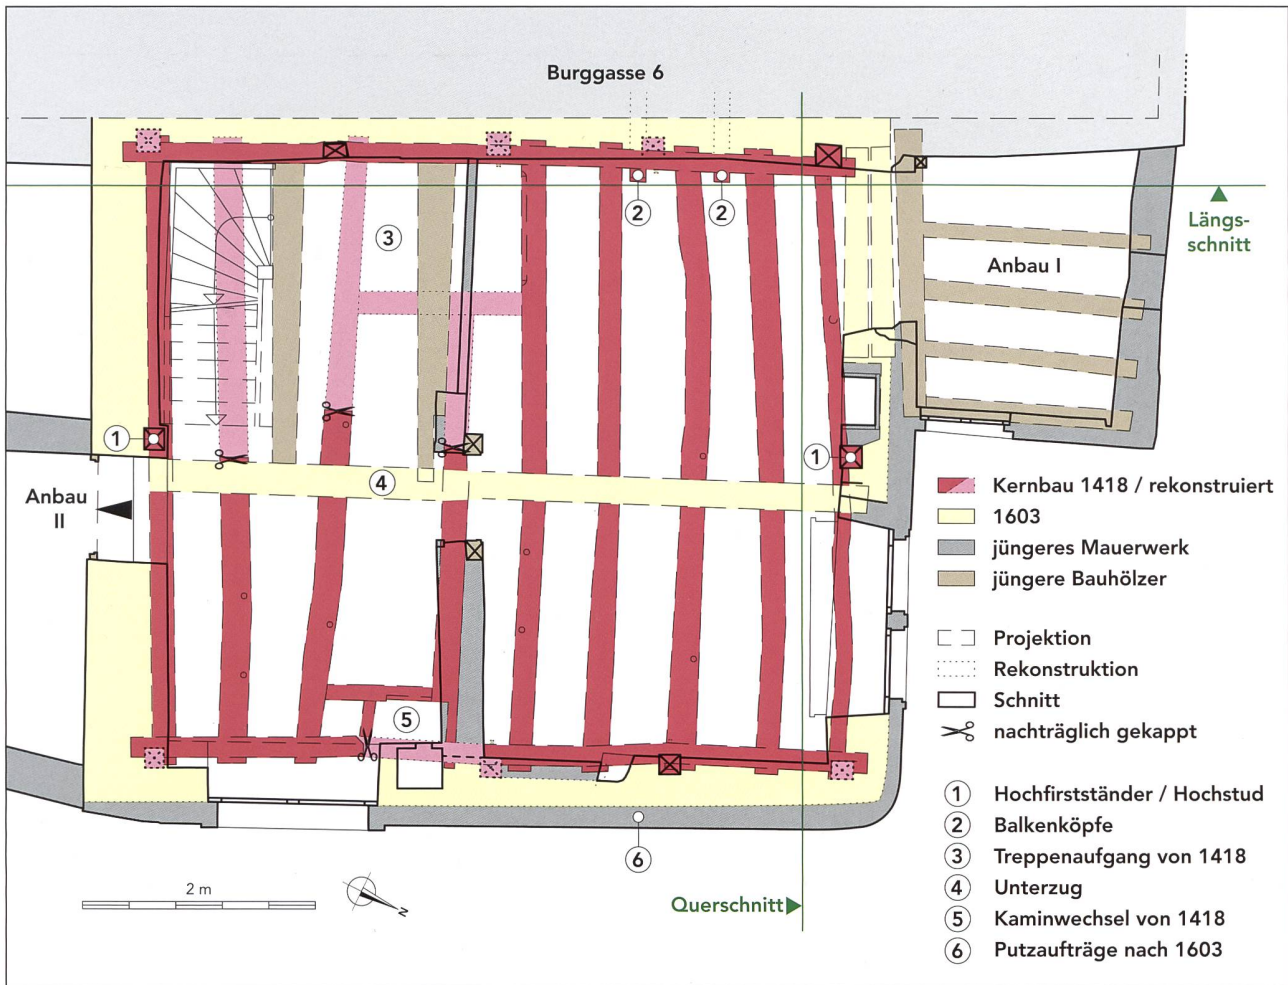 Burggasse 6
2
2
3
Längs-
schnitt
Anbau I
1
1
4
Anbau
II
Kernbau 1418 / rekonstruiert
1603
jüngeres Mauerwerk
jüngere Bauhölzer
Projektion
Rekonstruktion
Schnitt
nachträglich gekappt
5
1 Hochfirstständer / Hochstud
2 Balkenköpfe
3 Treppenaufgang von 1418
4 Unterzug
5 Kaminwechsel von 1418
6 Putzaufträge nach 1603
6
2 m
N
Querschnitt